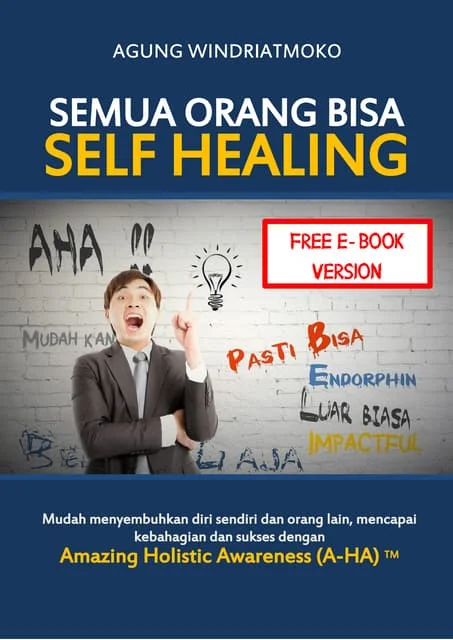 AGUNG WINDRIATMOKO
SEMUA ORANG BISA
SELF HEALING
AHA !!
FREE E-BOOK
VERSION
MUDAH KAN
PASTI BISA
ENDORPHIN
LUAR BIASA
IMPACTFUL
AJA
Mudah menyembuhkan diri sendiri dan orang lain, mencapai
kebahagian dan sukses dengan
Amazing Holistic Awareness (A-HA) ™